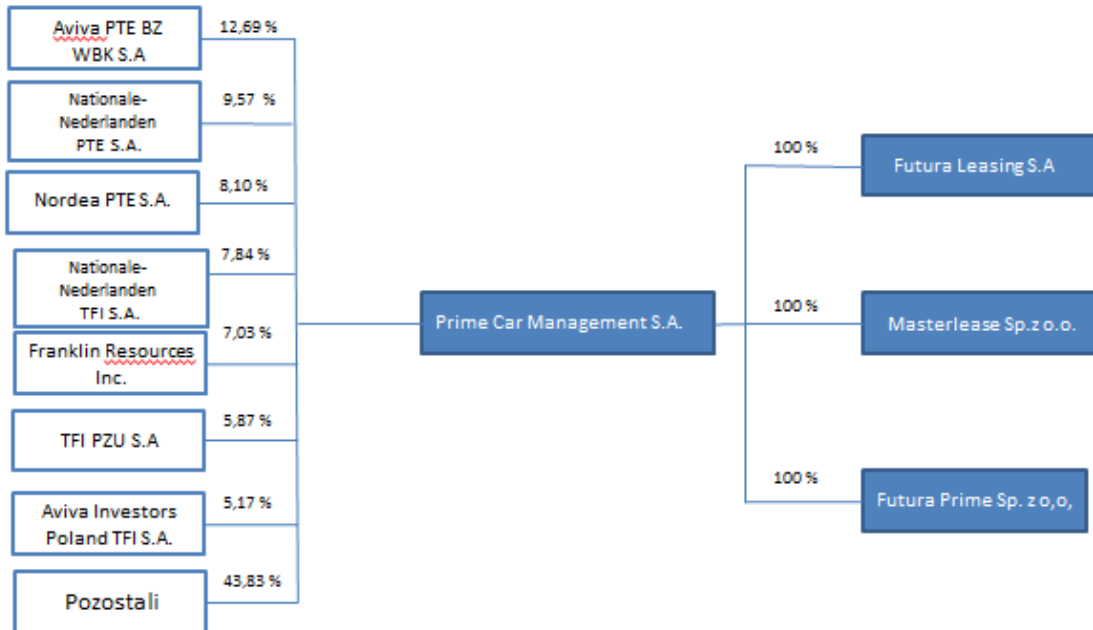 Aviva PTE BZ
WBK S.A
12,69 %
Nationale-
Nederlanden
PTE S.A.
9,57 %
Nordea PTE S.A.
8,10 %
Nationale-
Nederlanden
TFI S.A.
7,84 %
Franklin Resources
Inc.
7,03 %
TFI PZU S.A
5,87 %
Aviva Investors
Poland TFI S.A.
5,17 %
Pozostali
43,83 %
Prime Car Management S.A.
100 %
Futura Leasing S.A
100 %
Masterlease Sp.z o.o.
100 %
Futura Prime Sp. z o,o,